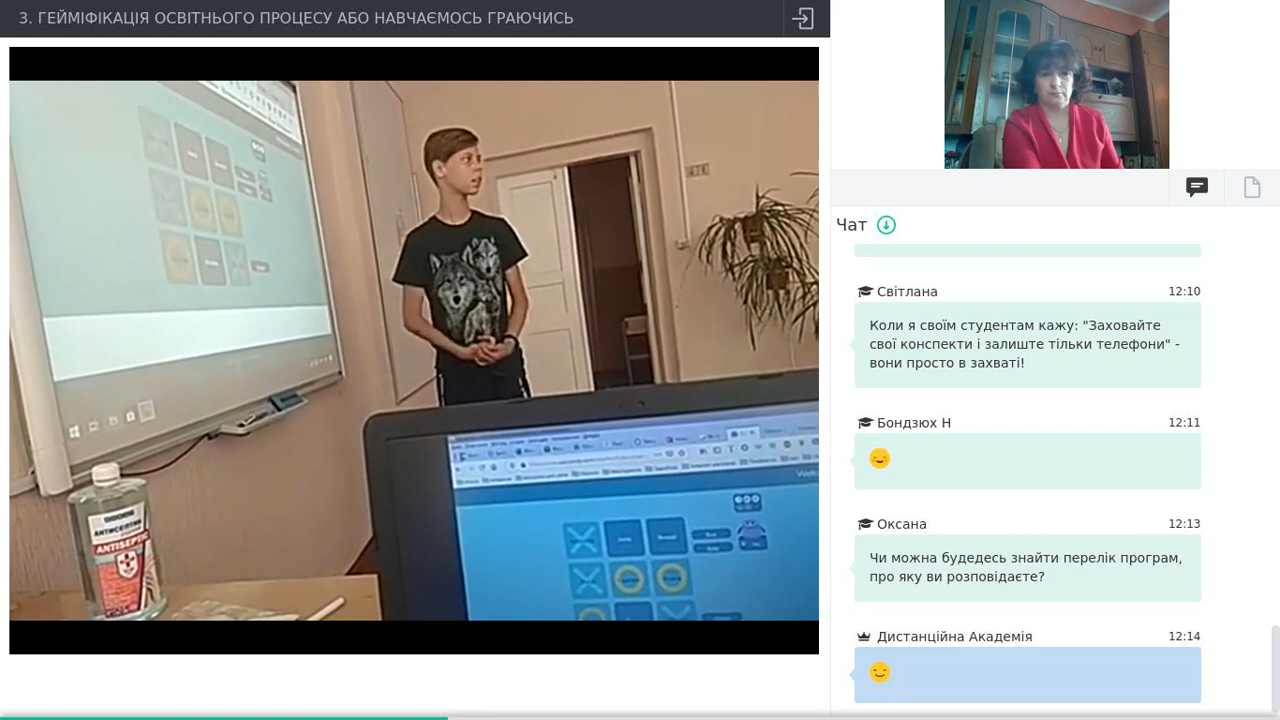 3. ГЕЙМІФІКАЦІЯ ОСВІТНЬОГО ПРОЦЕСУ АБО НАВЧАЄМОСЬ ГРАЮЧИСЬ
АНТИСЕПТИК
ANTISEPTIC
Чат
Світлана 12:10
Коли я своїм студентам кажу: "Заховайте
свої конспекти і залиште тільки телефони" -
вони просто в захваті!
Бондзюх Н 12:11
Оксана 12:13
Чи можна будедесь знайти перелік програм,
про яку ви розповідаєте?
Дистанційна Академія 12:14